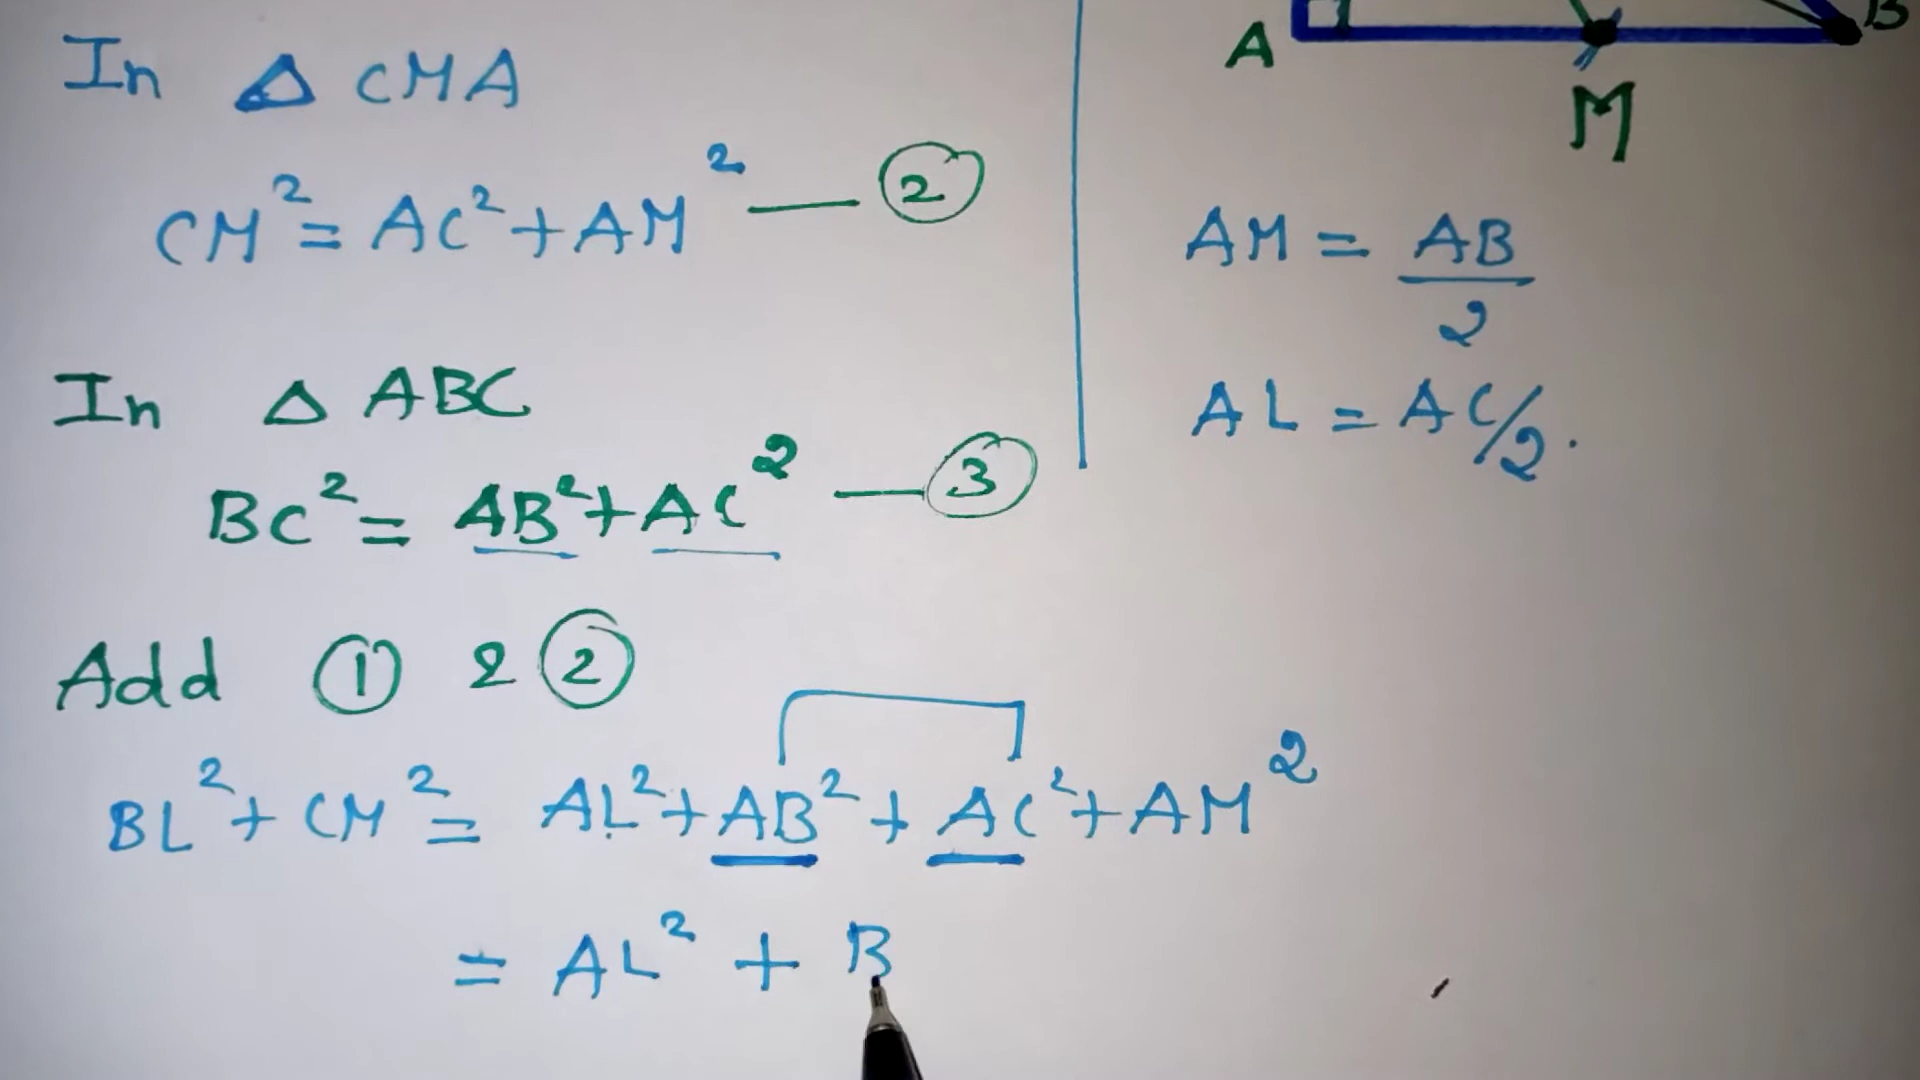 In Δ CMA
CM² = AC² + AM² — ②
In Δ ABC
BC² = AB² + AC² — ③
Add ① & ②
BL² + CM² = AL² + AB² + AC² + AM²
= AL² + B
A
B
M
AM = AB/2
AL = AC/2.